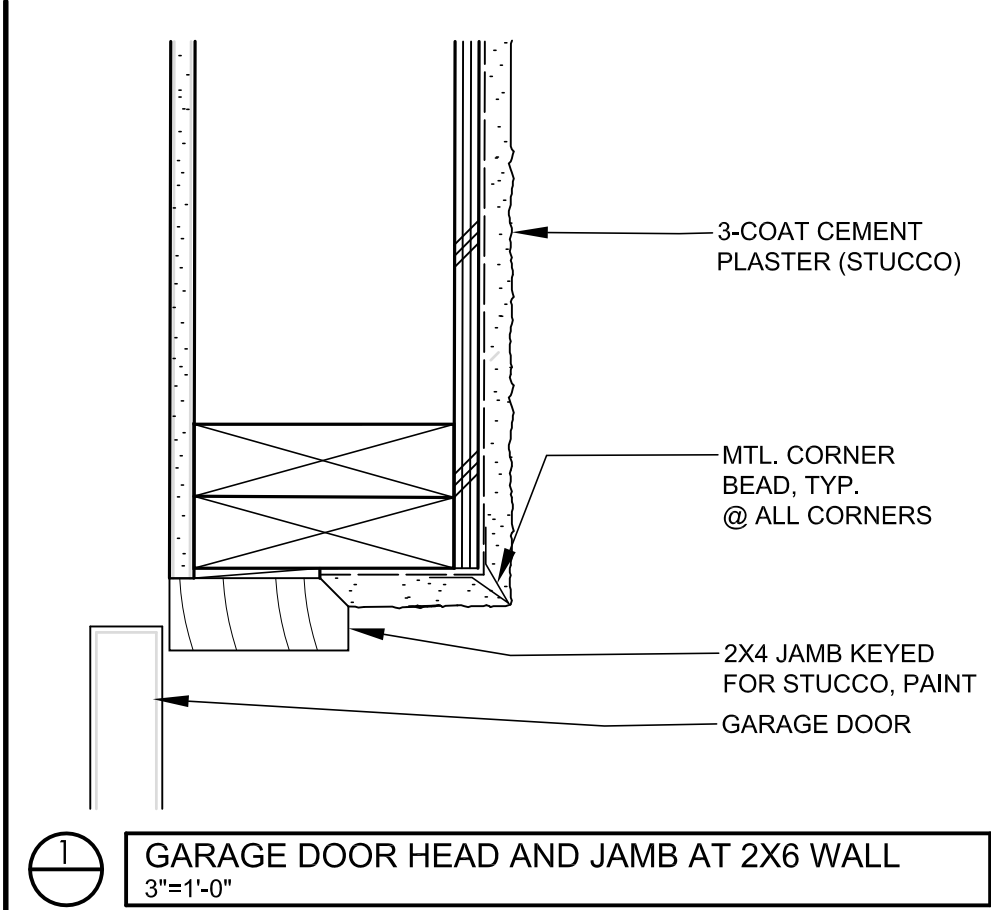 3-COAT CEMENT
PLASTER (STUCCO)
MTL. CORNER
BEAD, TYP.
@ ALL CORNERS
2X4 JAMB KEYED
FOR STUCCO, PAINT
GARAGE DOOR
1
GARAGE DOOR HEAD AND JAMB AT 2X6 WALL
3"=1'-0"